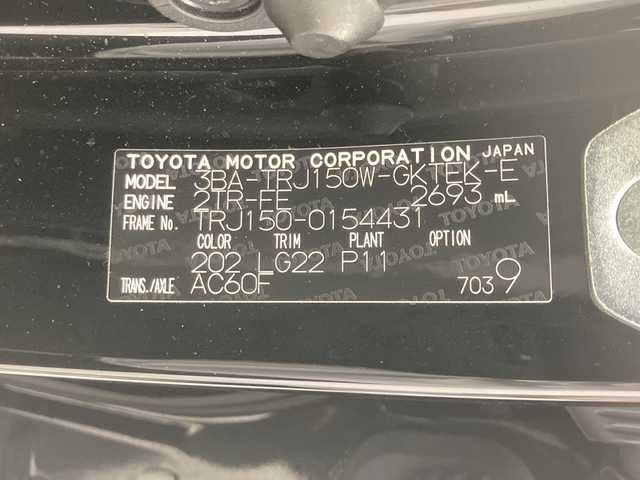 TOYOTA MOTOR CORPORATION JAPAN
MODEL 3BA-TRJ150W-GKTEK-E
ENGINE 2TR-FE 2693 mL
FRAME No. TRJ150-0154431
COLOR TRIM PLANT OPTION
202 LG22 P11
TRANS./AXLE AC60F 7039